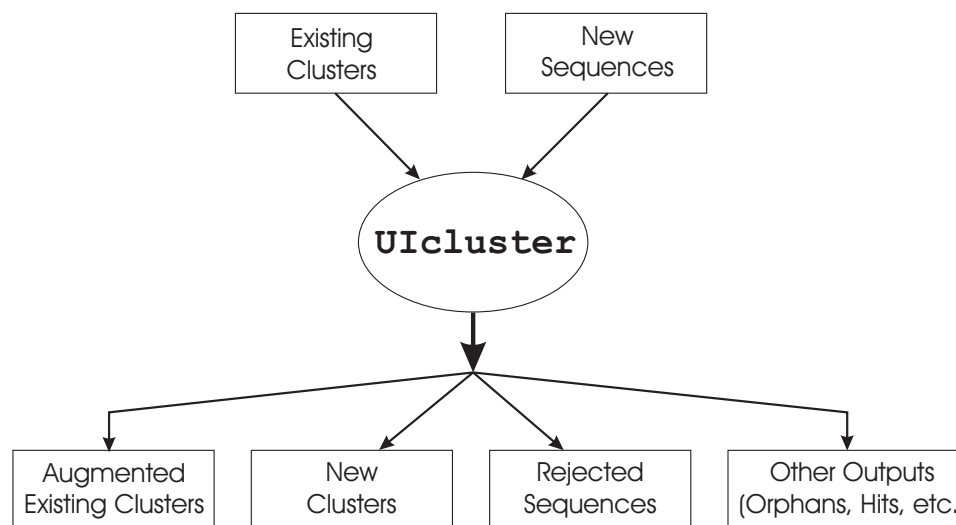 Existing
Clusters
New
Sequences
UIcluster
Augmented
Existing Clusters
New
Clusters
Rejected
Sequences
Other Outputs
(Orphans, Hits, etc.